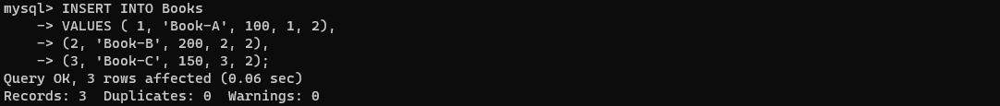 mysql> INSERT INTO Books
    -> VALUES ( 1, 'Book-A', 100, 1, 2),
    -> (2, 'Book-B', 200, 2, 2),
    -> (3, 'Book-C', 150, 3, 2);
Query OK, 3 rows affected (0.06 sec)
Records: 3  Duplicates: 0  Warnings: 0